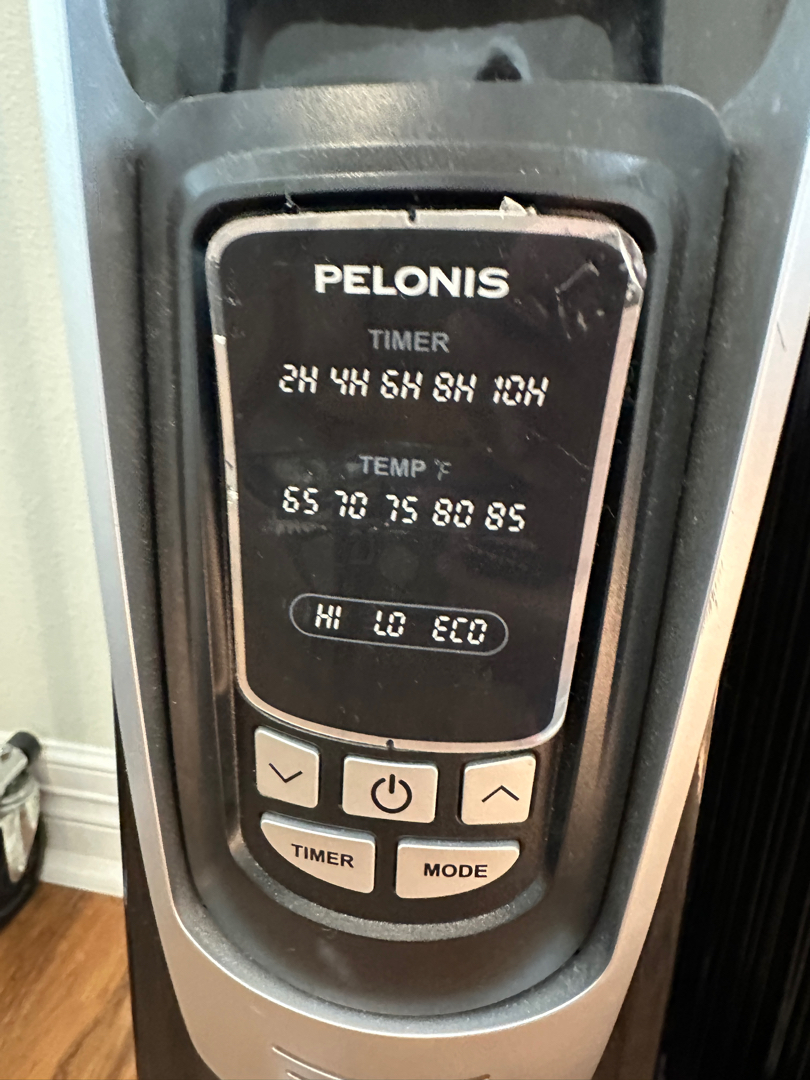 PELONIS
TIMER
2H 4H 6H 8H 10H
TEMP °F
65 70 75 80 85
HI LO ECO
TIMER MODE